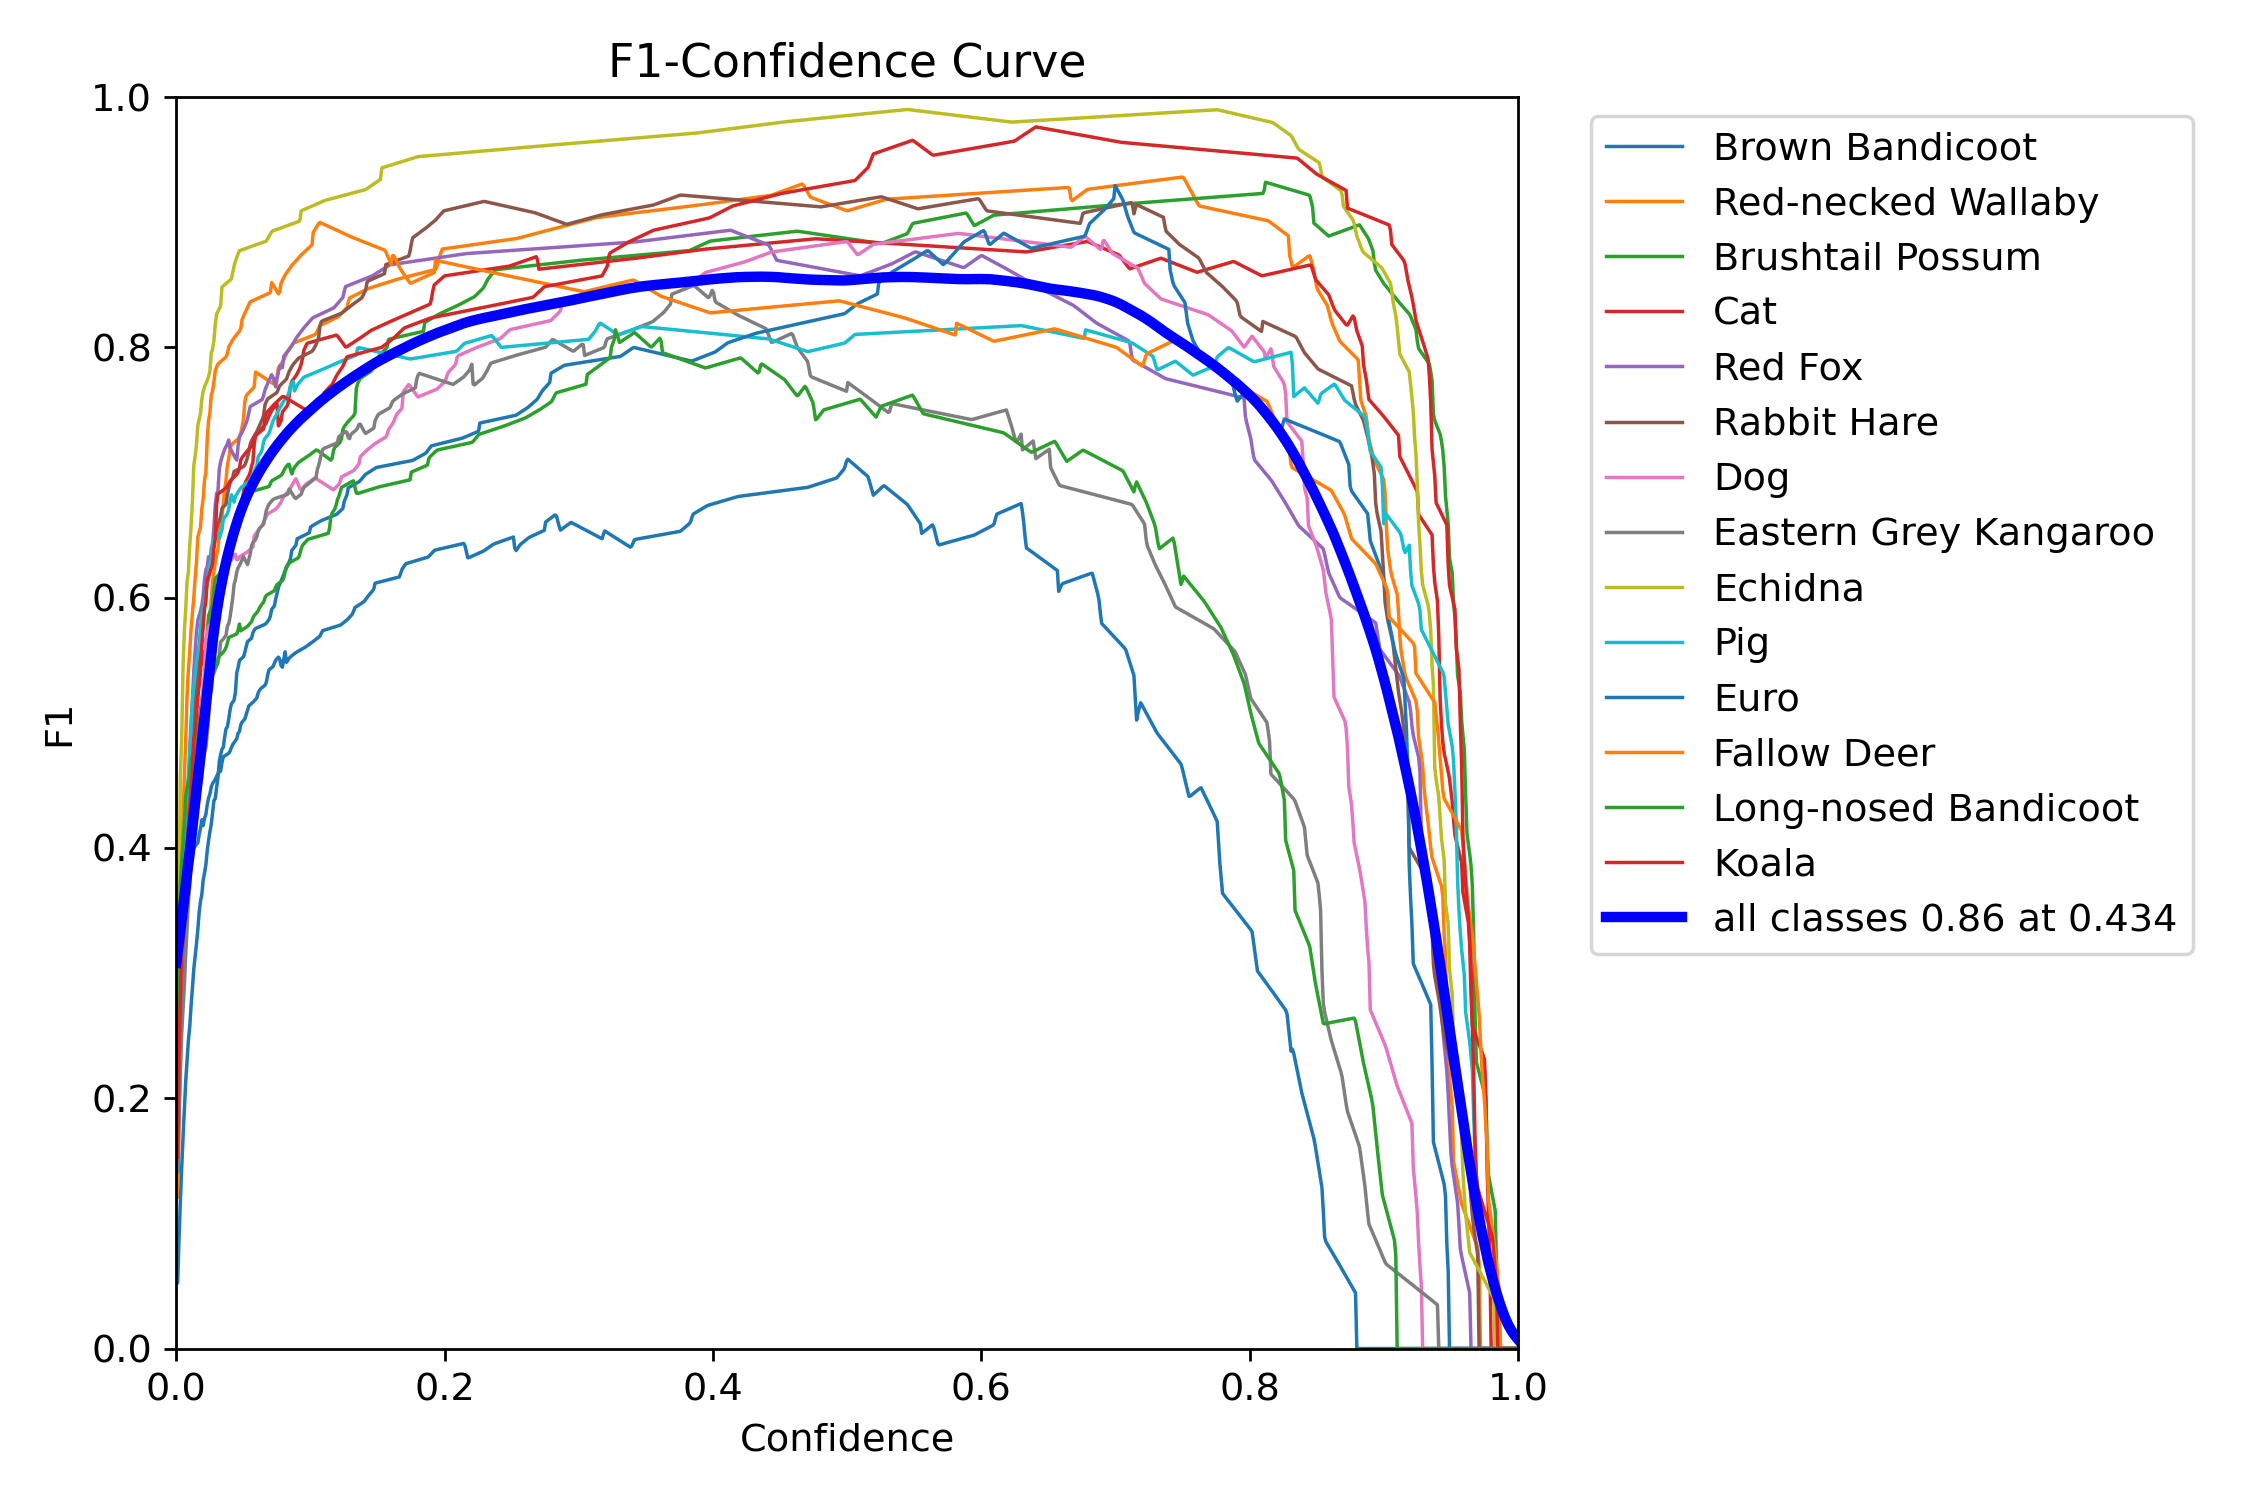 F1-Confidence Curve
1.0
0.8
0.6
0.4
0.2
0.0
F1
0.0 0.2 0.4 0.6 0.8 1.0
Confidence
Brown Bandicoot
Red-necked Wallaby
Brushtail Possum
Cat
Red Fox
Rabbit Hare
Dog
Eastern Grey Kangaroo
Echidna
Pig
Euro
Fallow Deer
Long-nosed Bandicoot
Koala
all classes 0.86 at 0.434